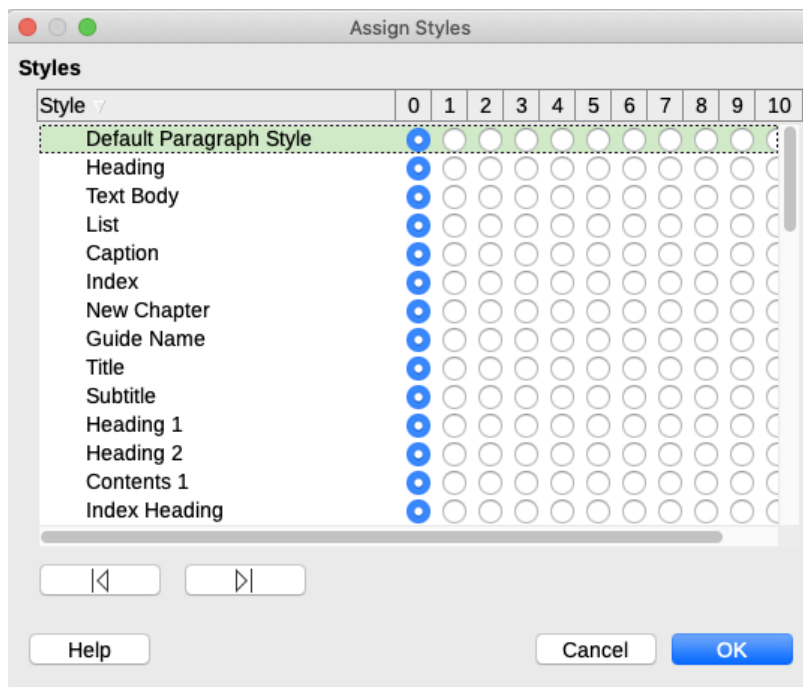 Assign Styles
Styles
Style 0 1 2 3 4 5 6 7 8 9 10
Default Paragraph Style
Heading
Text Body
List
Caption
Index
New Chapter
Guide Name
Title
Subtitle
Heading 1
Heading 2
Contents 1
Index Heading
Help Cancel OK